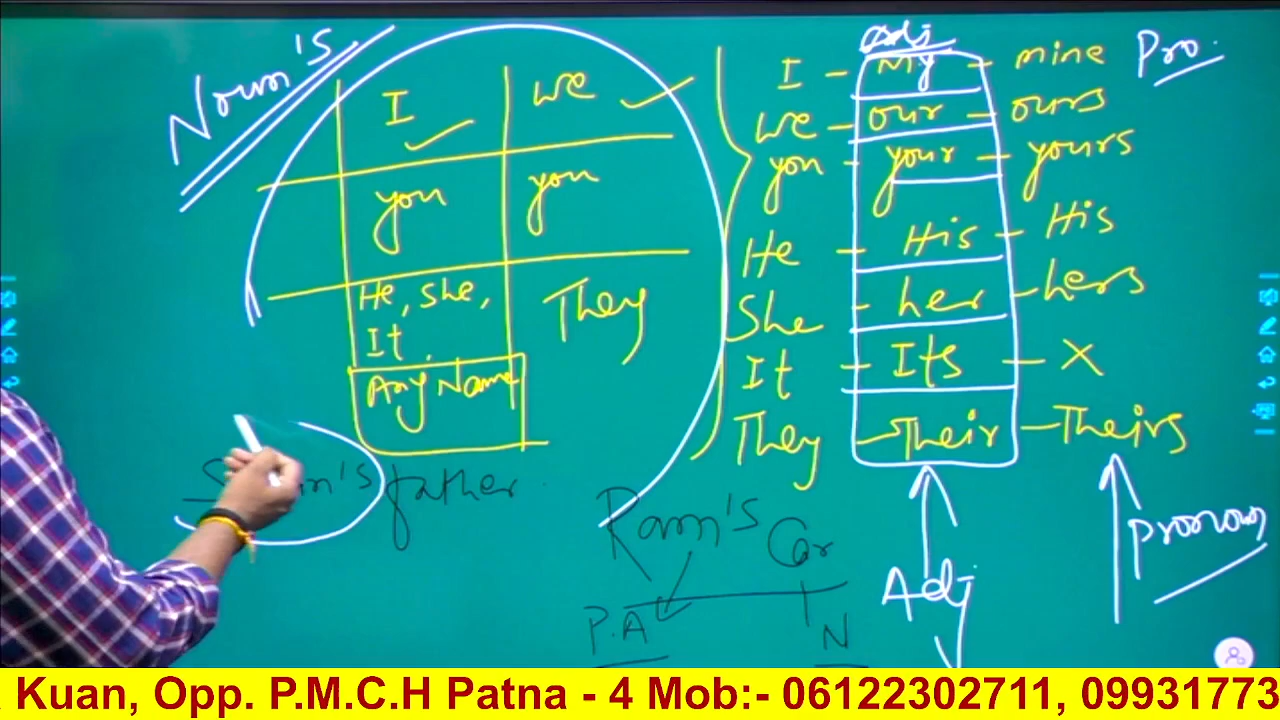 Noun's
I we
you you
He, she, They
It
Any Name
Adj Pro.
I - My - mine
we - our - ours
you - your - yours
He - His - His
She - her - hers
It - Its - X
They - Their - Theirs
father
Ram's Car
P.A N
Adj
Pronoun
Kuan, Opp. P.M.C.H Patna - 4 Mob:- 06122302711, 09931773